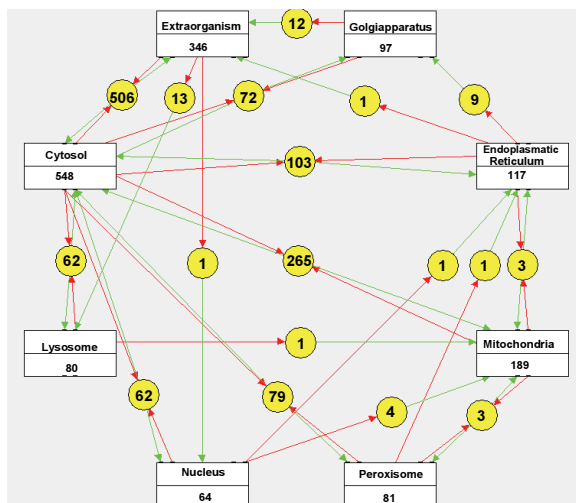 Extraorganism
346
12
Golgiapparatus
97
506
13
72
1
9
Cytosol
548
103
Endoplasmatic
Reticulum
117
62
1
265
1
1
3
Lysosome
80
1
Mitochondria
189
62
79
4
3
Nucleus
64
Peroxisome
81